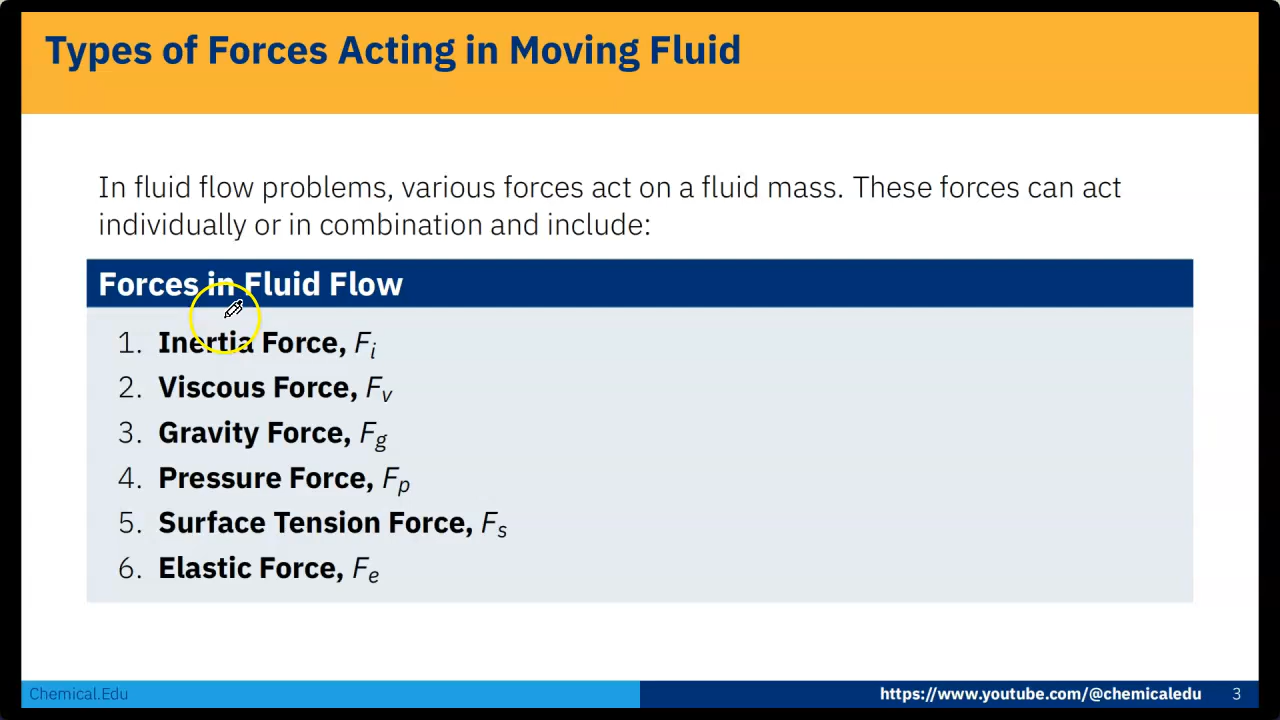 Types of Forces Acting in Moving Fluid
In fluid flow problems, various forces act on a fluid mass. These forces can act
individually or in combination and include:
Forces in Fluid Flow
1. Inertia Force, Fi
2. Viscous Force, Fv
3. Gravity Force, Fg
4. Pressure Force, Fp
5. Surface Tension Force, Fs
6. Elastic Force, Fe
Chemical.Edu
https://www.youtube.com/@chemicaledu 3